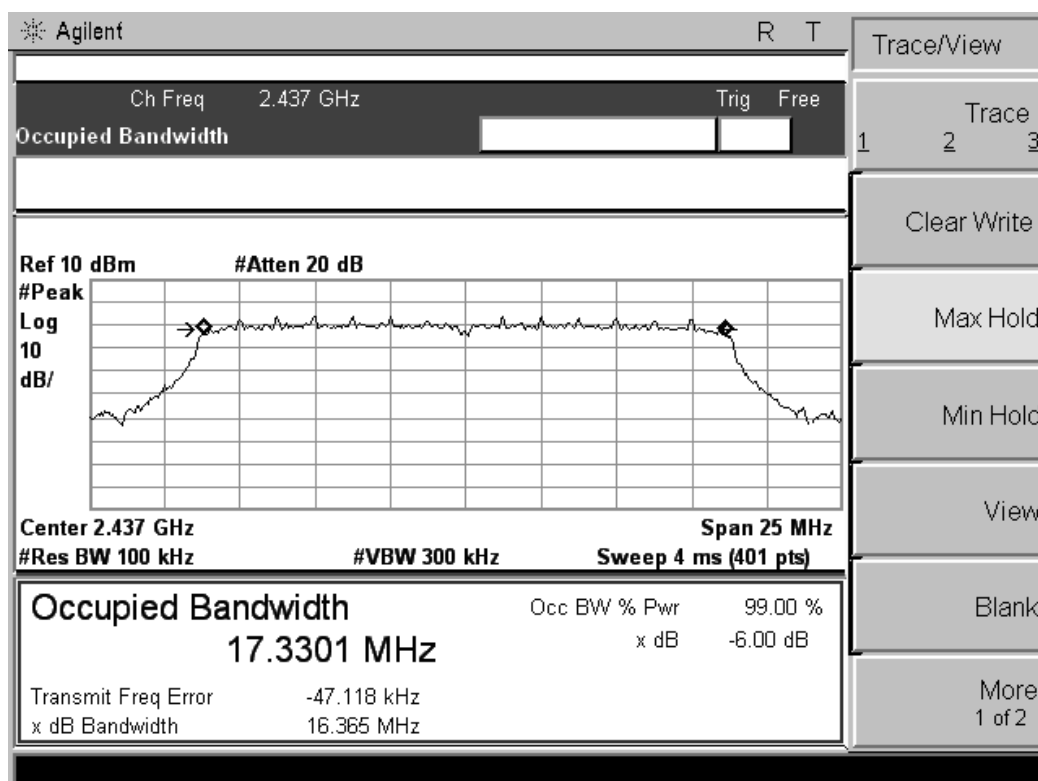 Agilent R T
Trace/View
Ch Freq 2.437 GHz Trig Free
Occupied Bandwidth
Trace
1 2 3
Clear Write
Ref 10 dBm #Atten 20 dB
#Peak
Log
10
dB/
Max Hold
Min Hold
Center 2.437 GHz Span 25 MHz
#Res BW 100 kHz #VBW 300 kHz Sweep 4 ms (401 pts)
View
Occupied Bandwidth Occ BW % Pwr 99.00 %
17.3301 MHz x dB -6.00 dB
Transmit Freq Error -47.118 kHz
x dB Bandwidth 16.365 MHz
Blank
More
1 of 2